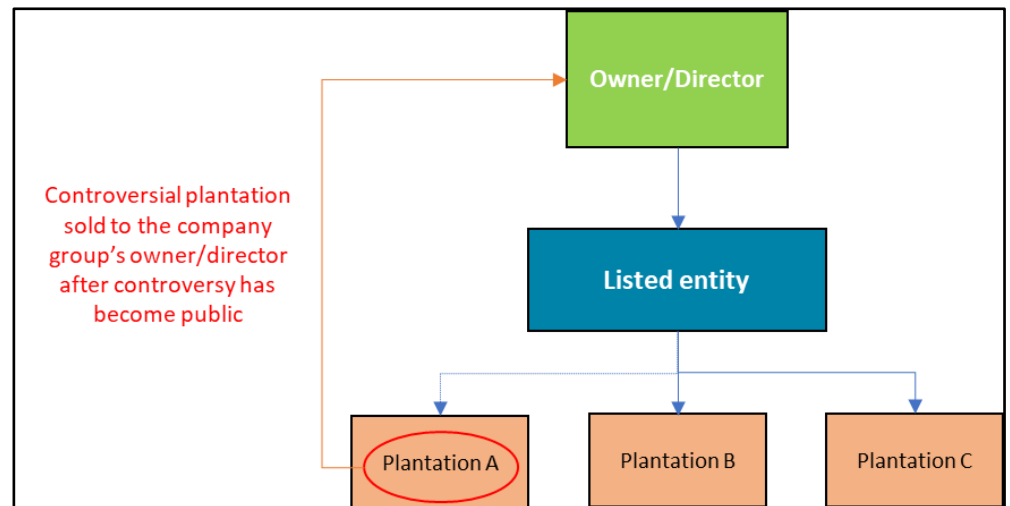 Owner/Director
Controversial plantation
sold to the company
group's owner/director
after controversy has
become public
Listed entity
Plantation A
Plantation B
Plantation C